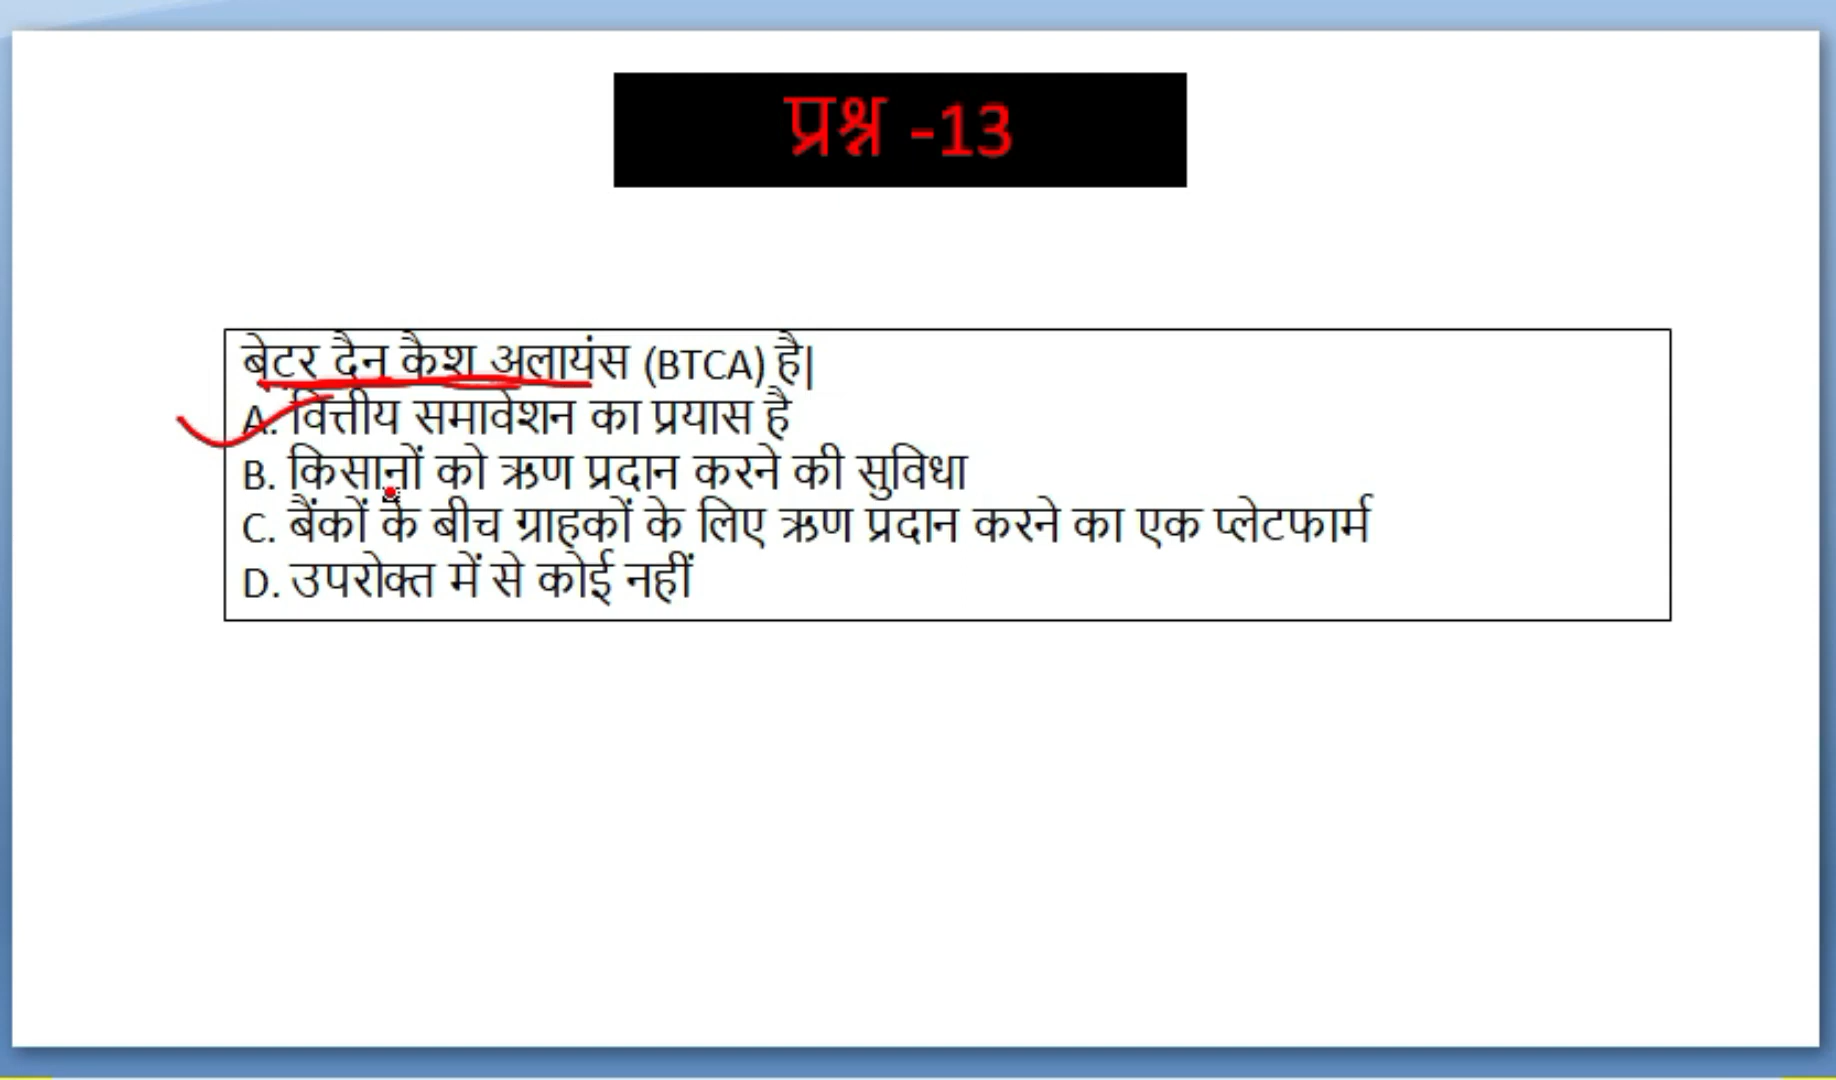 प्रश्न -13
बेटर दैन कैश अलायंस (BTCA) है|
A. वित्तीय समावेशन का प्रयास है
B. किसानों को ऋण प्रदान करने की सुविधा
C. बैंकों के बीच ग्राहकों के लिए ऋण प्रदान करने का एक प्लेटफार्म
D. उपरोक्त में से कोई नहीं